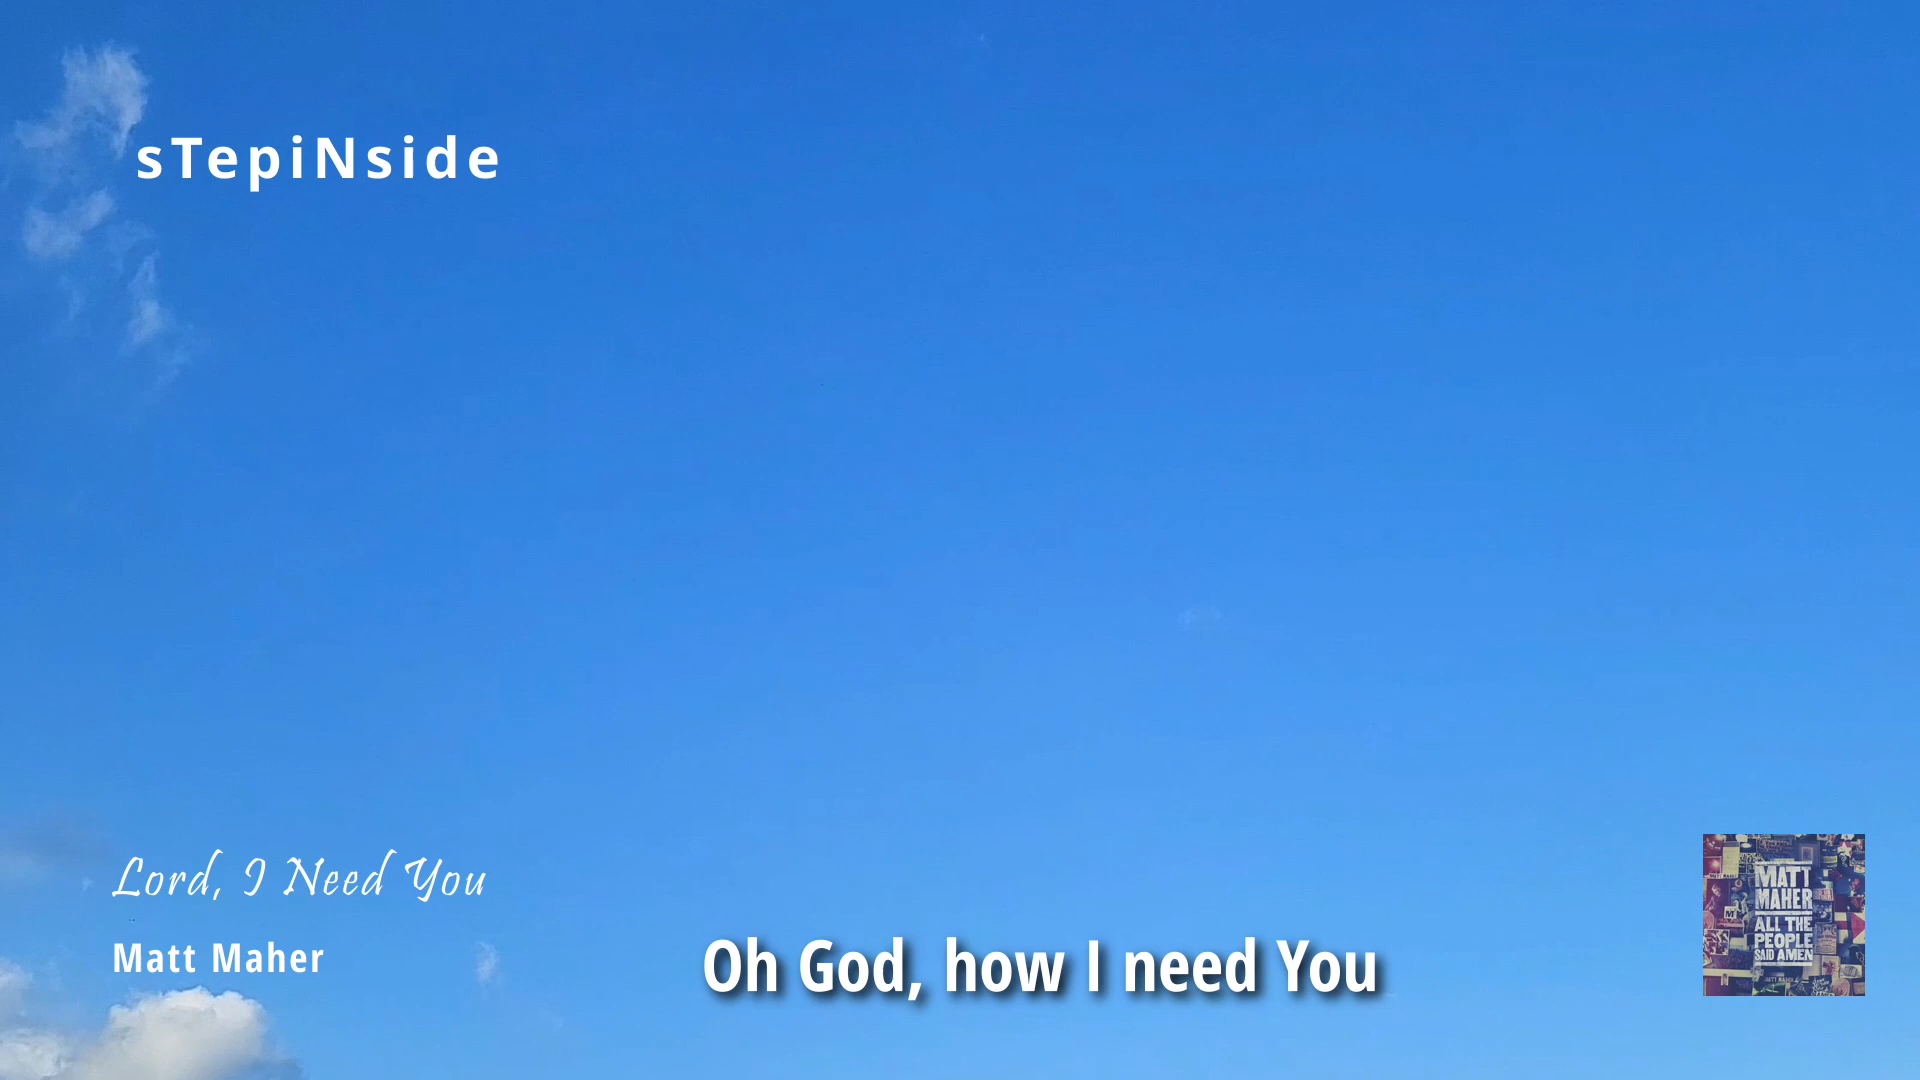 sTepiNside
Lord, I Need You
Matt Maher
Oh God, how I need You
MATT
MAHER
ALL THE
PEOPLE
SAID AMEN